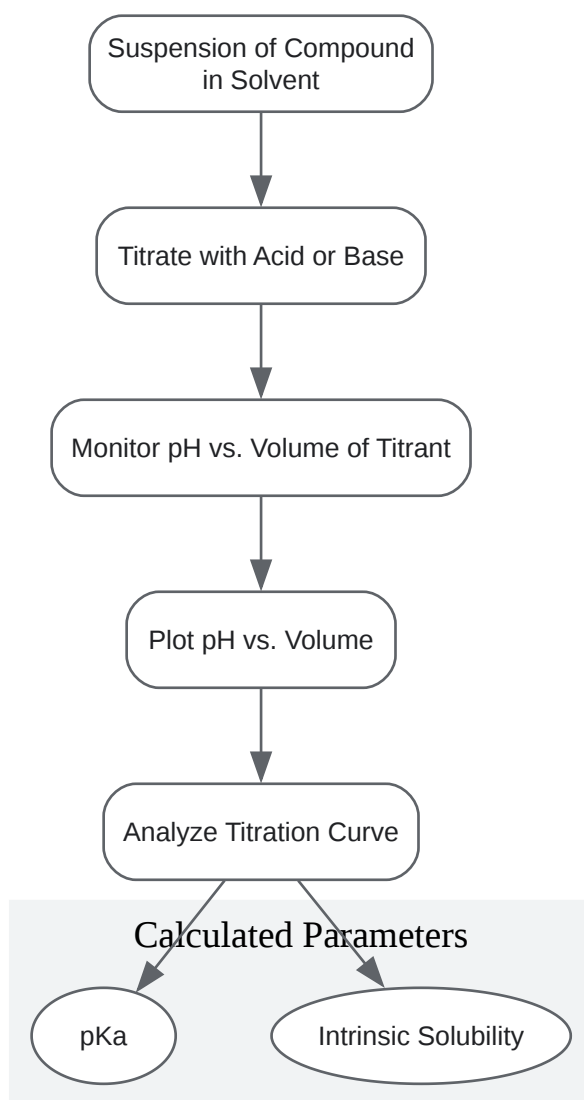 Suspension of Compound
in Solvent
Titrate with Acid or Base
Monitor pH vs. Volume of Titrant
Plot pH vs. Volume
Analyze Titration Curve
Calculated Parameters
pKa
Intrinsic Solubility